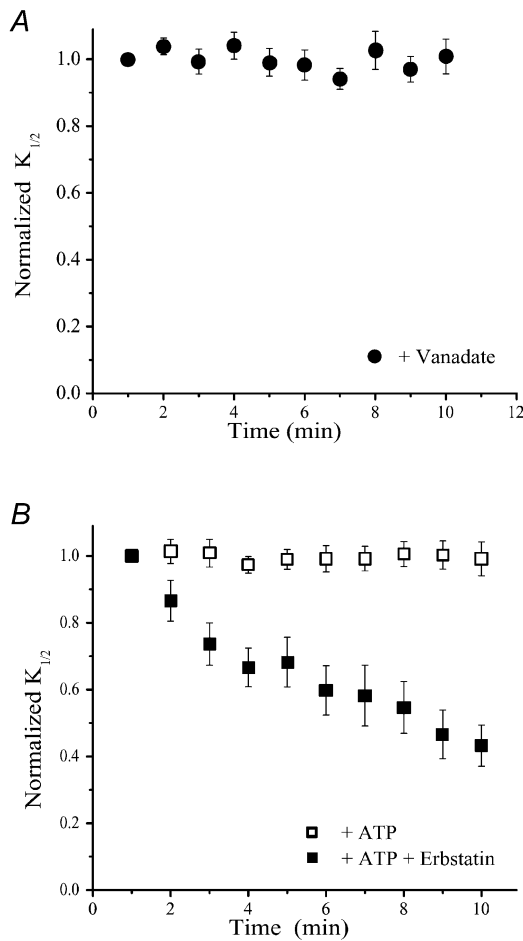 A
Normalized K1/2
1.0
0.8
0.6
0.4
0.2
0.0
+ Vanadate
0 2 4 6 8 10 12
Time (min)
B
Normalized K1/2
1.0
0.8
0.6
0.4
0.2
0.0
+ ATP
+ ATP + Erbstatin
0 2 4 6 8 10
Time (min)